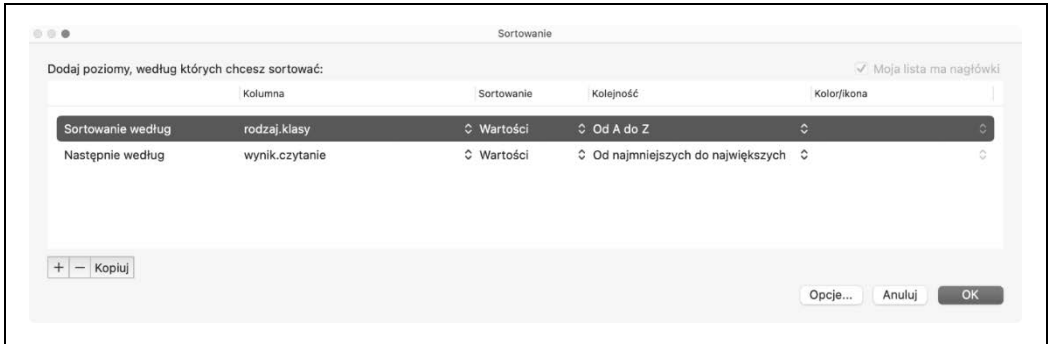 Sortowanie
Dodaj poziomy, według których chcesz sortować:
Moja lista ma nagłówki
Kolumna Sortowanie Kolejność Kolor/ikona
Sortowanie według rodzaj.klasy Wartości Od A do Z
Następnie według wynik.czytanie Wartości Od najmniejszych do największych
+ − Kopiuj
Opcje... Anuluj OK